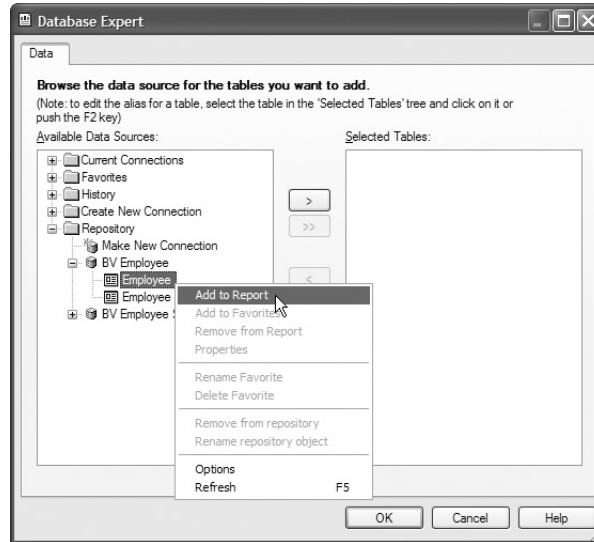 Database Expert
Data
Browse the data source for the tables you want to add.
(Note: to edit the alias for a table, select the table in the 'Selected Tables' tree and click on it or
push the F2 key)
Available Data Sources:
Selected Tables:
Current Connections
Favorites
History
Create New Connection
Repository
Make New Connection
BV Employee
Employee
Employee
BV Employee S
>
>>
<
Add to Report
Add to Favorites
Remove from Report
Properties
Rename Favorite
Delete Favorite
Remove from repository
Rename repository object
Options
Refresh F5
OK Cancel Help